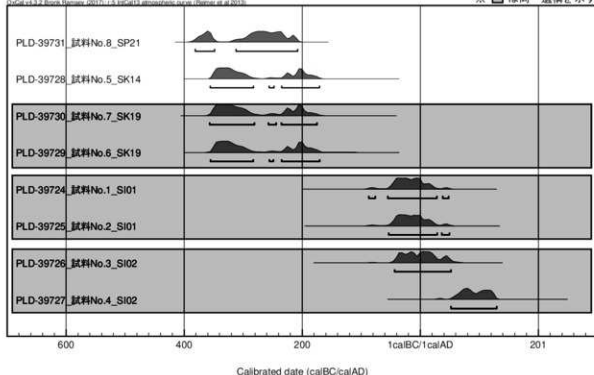 OxCal v4.3.2 Bronk Ramsey (2017); r:5 IntCal13 atmospheric curve (Reimer et al 2013)
PLD-39731_試料No.8_SP21
PLD-39728_試料No.5_SK14
PLD-39730_試料No.7_SK19
PLD-39729_試料No.6_SK19
PLD-39724_試料No.1_SI01
PLD-39725_試料No.2_SI01
PLD-39726_試料No.3_SI02
PLD-39727_試料No.4_SI02
600 400 200 1calBC/1calAD 201
Calibrated date (calBC/calAD)